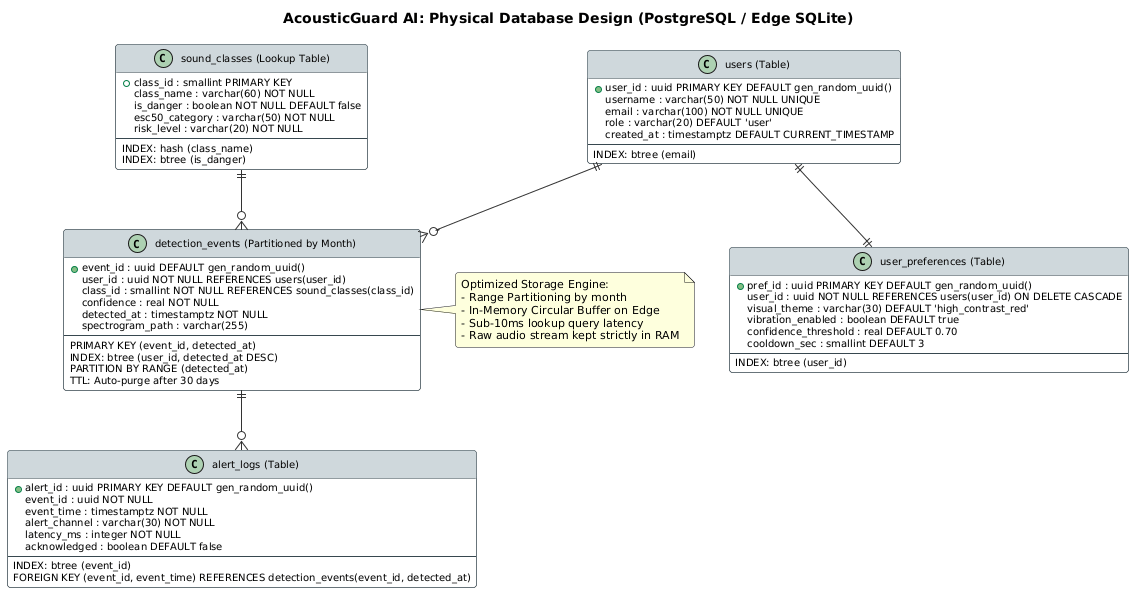 AcousticGuard AI: Physical Database Design (PostgreSQL / Edge SQLite)
C sound_classes (Lookup Table)
class_id : smallint PRIMARY KEY
class_name : varchar(60) NOT NULL
is_danger : boolean NOT NULL DEFAULT false
esc50_category : varchar(50) NOT NULL
risk_level : varchar(20) NOT NULL
INDEX: hash (class_name)
INDEX: btree (is_danger)
C users (Table)
user_id : uuid PRIMARY KEY DEFAULT gen_random_uuid()
username : varchar(50) NOT NULL UNIQUE
email : varchar(100) NOT NULL UNIQUE
role : varchar(20) DEFAULT 'user'
created_at : timestamptz DEFAULT CURRENT_TIMESTAMP
INDEX: btree (email)
C detection_events (Partitioned by Month)
event_id : uuid DEFAULT gen_random_uuid()
user_id : uuid NOT NULL REFERENCES users(user_id)
class_id : smallint NOT NULL REFERENCES sound_classes(class_id)
confidence : real NOT NULL
detected_at : timestamptz NOT NULL
spectrogram_path : varchar(255)
PRIMARY KEY (event_id, detected_at)
INDEX: btree (user_id, detected_at DESC)
PARTITION BY RANGE (detected_at)
TTL: Auto-purge after 30 days
Optimized Storage Engine:
- Range Partitioning by month
- In-Memory Circular Buffer on Edge
- Sub-10ms lookup query latency
- Raw audio stream kept strictly in RAM
C user_preferences (Table)
pref_id : uuid PRIMARY KEY DEFAULT gen_random_uuid()
user_id : uuid NOT NULL REFERENCES users(user_id) ON DELETE CASCADE
visual_theme : varchar(30) DEFAULT 'high_contrast_red'
vibration_enabled : boolean DEFAULT true
confidence_threshold : real DEFAULT 0.70
cooldown_sec : smallint DEFAULT 3
INDEX: btree (user_id)
C alert_logs (Table)
alert_id : uuid PRIMARY KEY DEFAULT gen_random_uuid()
event_id : uuid NOT NULL
event_time : timestamptz NOT NULL
alert_channel : varchar(30) NOT NULL
latency_ms : integer NOT NULL
acknowledged : boolean DEFAULT false
INDEX: btree (event_id)
FOREIGN KEY (event_id, event_time) REFERENCES detection_events(event_id, detected_at)